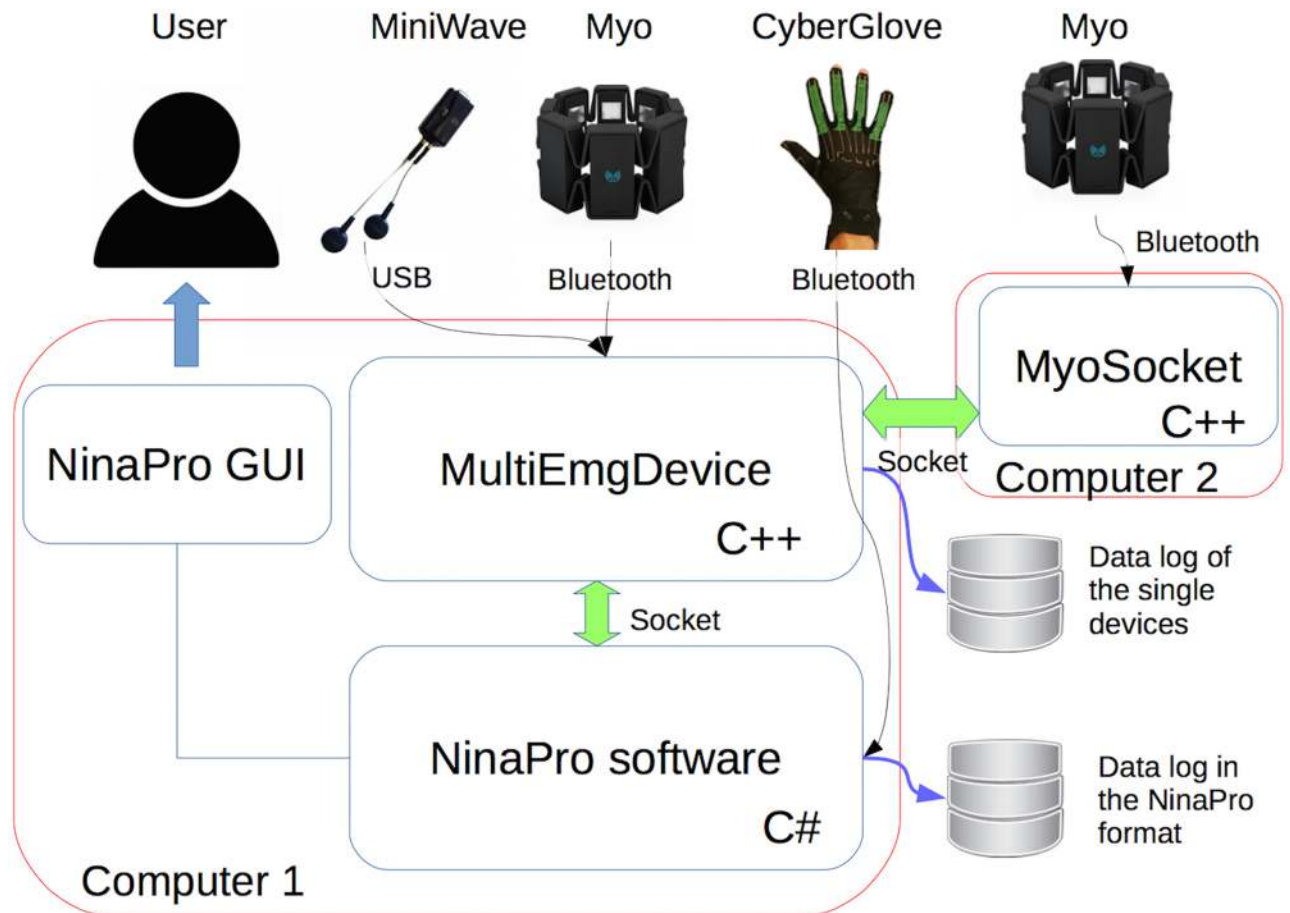 User
MiniWave
Myo
CyberGlove
Myo
USB
Bluetooth
Bluetooth
Bluetooth
NinaPro GUI
MultiEmgDevice
C++
MyoSocket
C++
Socket
Computer 2
Socket
Data log of
the single
devices
NinaPro software
C#
Data log in
the NinaPro
format
Computer 1